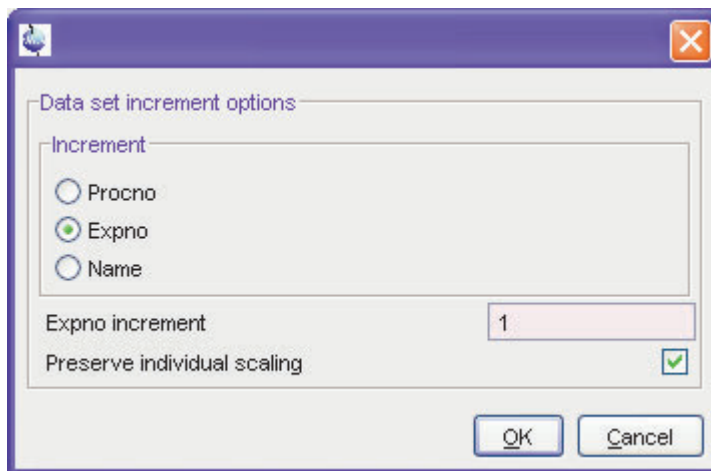 Data set increment options
Increment
Procno
Expno
Name
Expno increment 1
Preserve individual scaling
OK Cancel